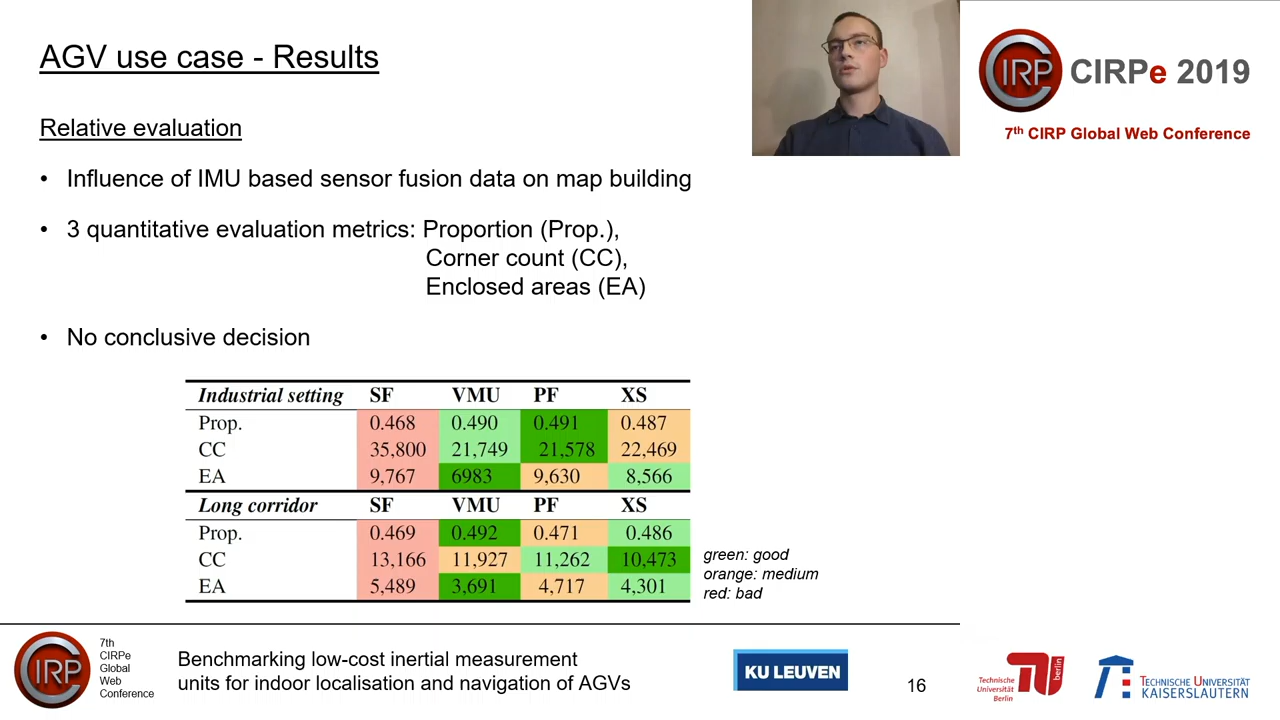 AGV use case - Results
CIRP CIRPe 2019
7th CIRP Global Web Conference
Relative evaluation
• Influence of IMU based sensor fusion data on map building
• 3 quantitative evaluation metrics: Proportion (Prop.),
Corner count (CC),
Enclosed areas (EA)
• No conclusive decision
Industrial setting SF VMU PF XS
Prop. 0.468 0.490 0.491 0.487
CC 35,800 21,749 21,578 22,469
EA 9,767 6983 9,630 8,566
Long corridor SF VMU PF XS
Prop. 0.469 0.492 0.471 0.486
CC 13,166 11,927 11,262 10,473
EA 5,489 3,691 4,717 4,301
green: good
orange: medium
red: bad
CIRP
7th
CIRPe
Global
Web
Conference
Benchmarking low-cost inertial measurement
units for indoor localisation and navigation of AGVs
KU LEUVEN
16
Technische
Universität
Berlin
berlin
TECHNISCHE UNIVERSITÄT
KAISERSLAUTERN